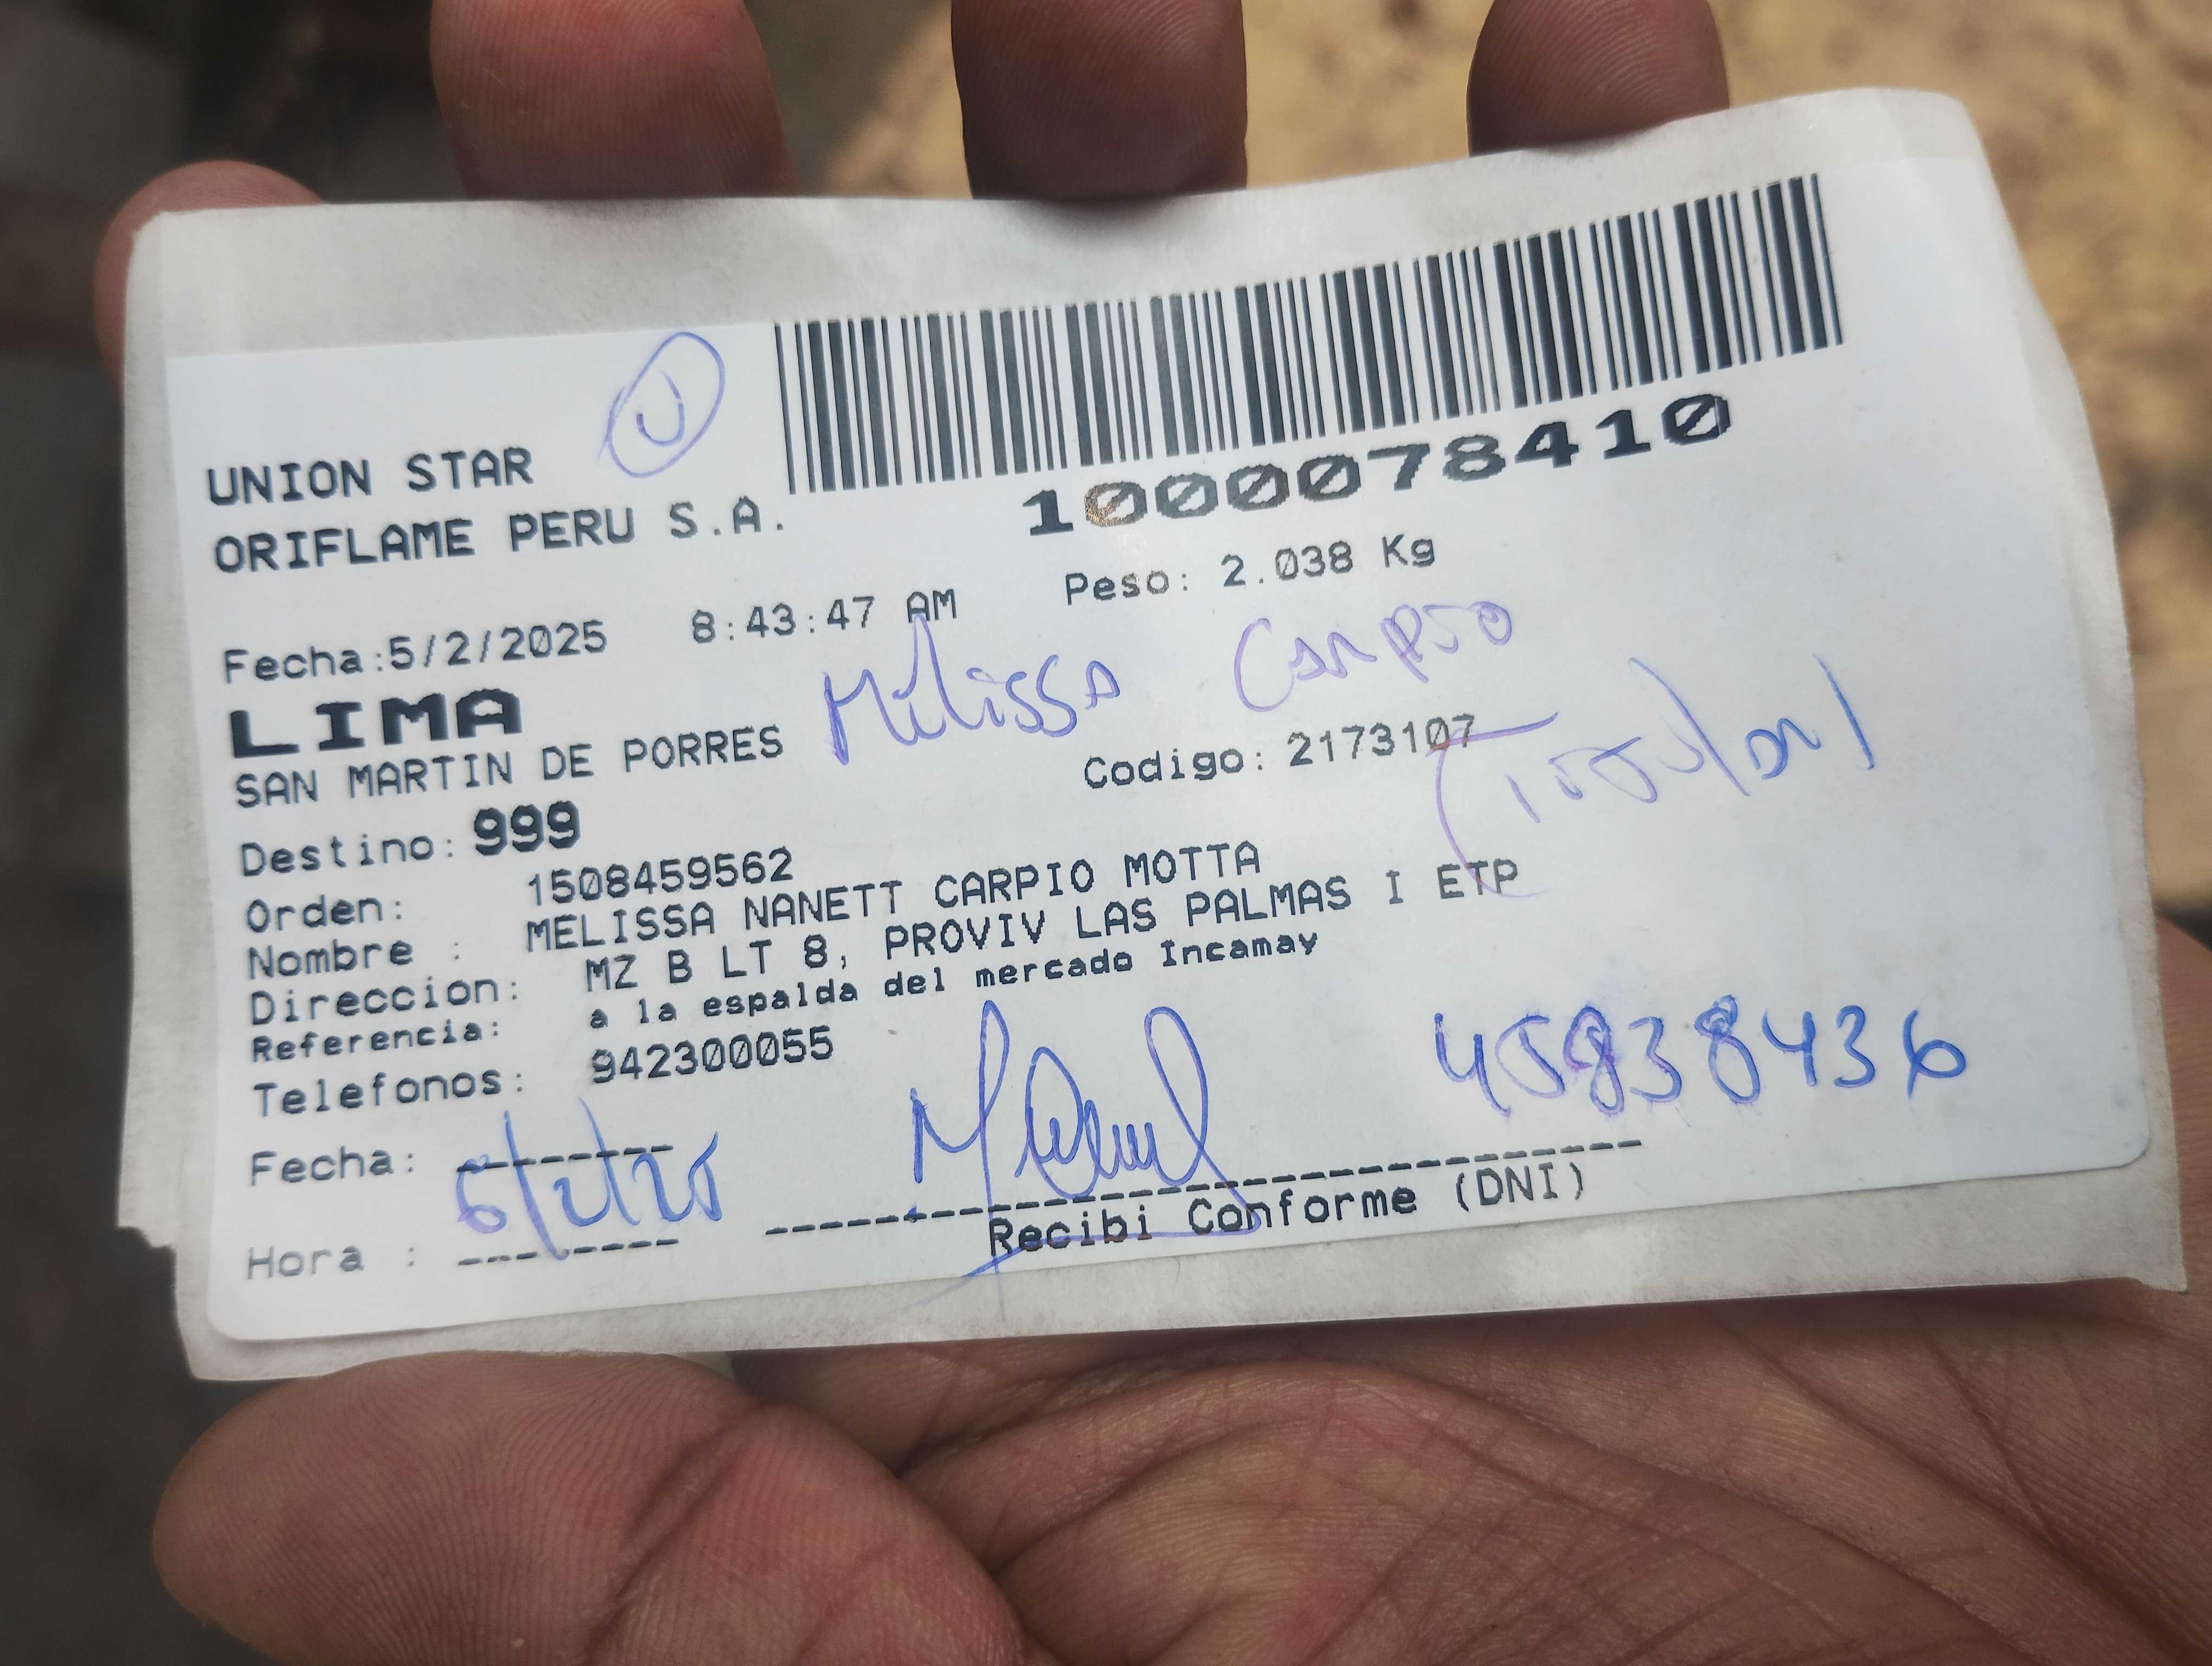 U
UNION STAR
ORIFLAME PERU S.A.
1000078410
Fecha:5/2/2025 8:43:47 AM Peso: 2.038 Kg
Melissa Carpio
LIMA
SAN MARTIN DE PORRES
Codigo: 2173107
Destino: 999
Orden: 1508459562
Nombre : MELISSA NANETT CARPIO MOTTA
Direccion: MZ B LT 8, PROVIV LAS PALMAS I ETP
Referencia: a la espalda del mercado Incamay
Telefonos: 942300055
45838436
Fecha:
Hora :
Recibi Conforme (DNI)